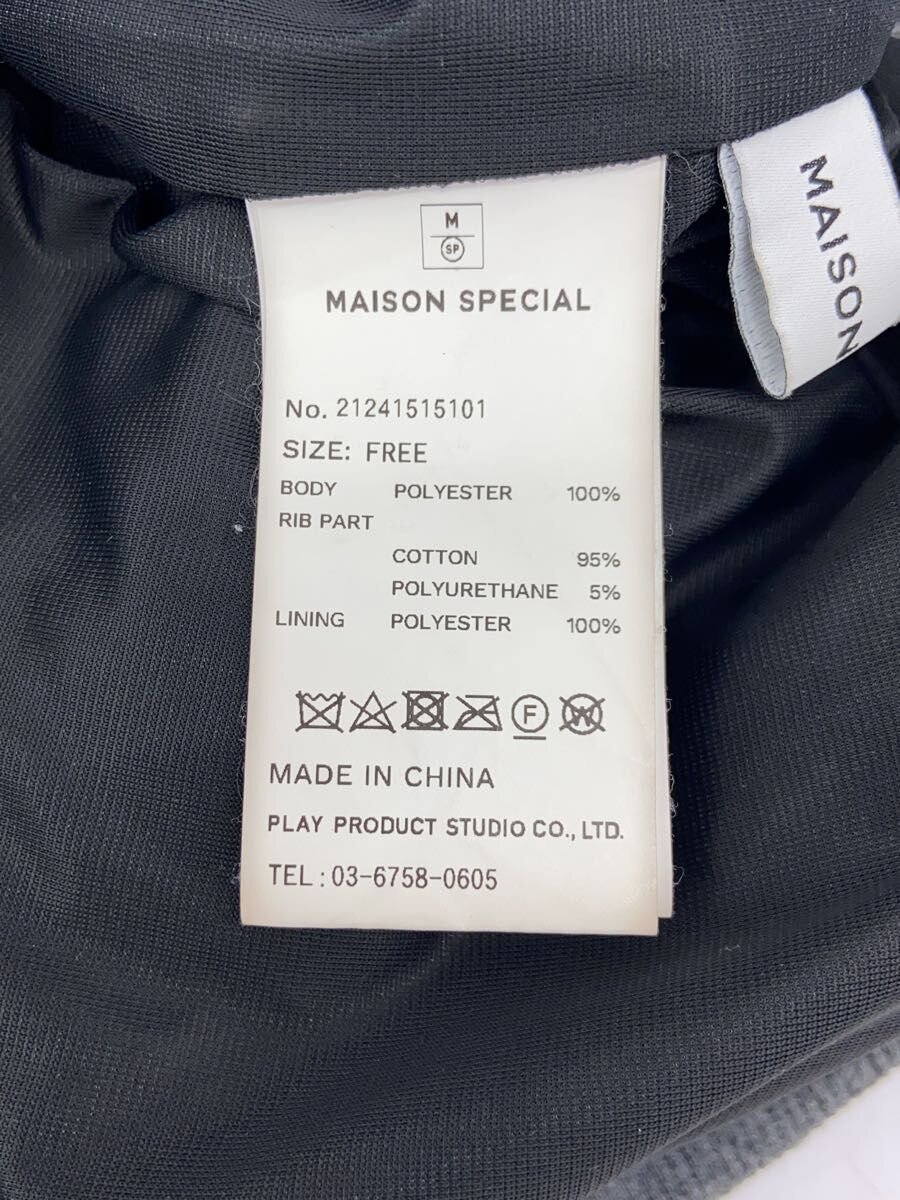 M
SP
MAISON SPECIAL
No. 21241515101
SIZE: FREE
BODY POLYESTER 100%
RIB PART
COTTON 95%
POLYURETHANE 5%
LINING POLYESTER 100%
F W
MADE IN CHINA
PLAY PRODUCT STUDIO CO., LTD.
TEL : 03-6758-0605
MAISON